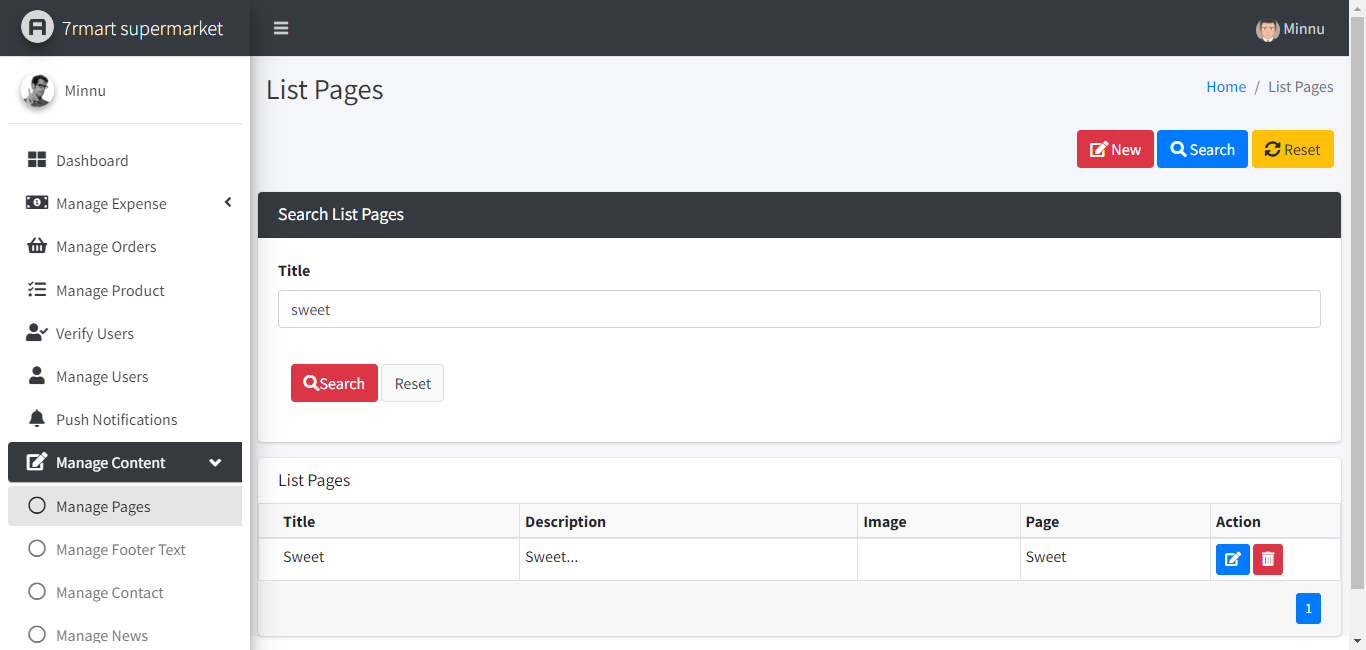 7rmart supermarket
Minnu
Minnu
List Pages
Home / List Pages
New Search Reset
Dashboard
Manage Expense
Manage Orders
Manage Product
Verify Users
Manage Users
Push Notifications
Manage Content
Manage Pages
Manage Footer Text
Manage Contact
Manage News
Search List Pages
Title
sweet
Search Reset
List Pages
Title Description Image Page Action
Sweet Sweet... Sweet
1